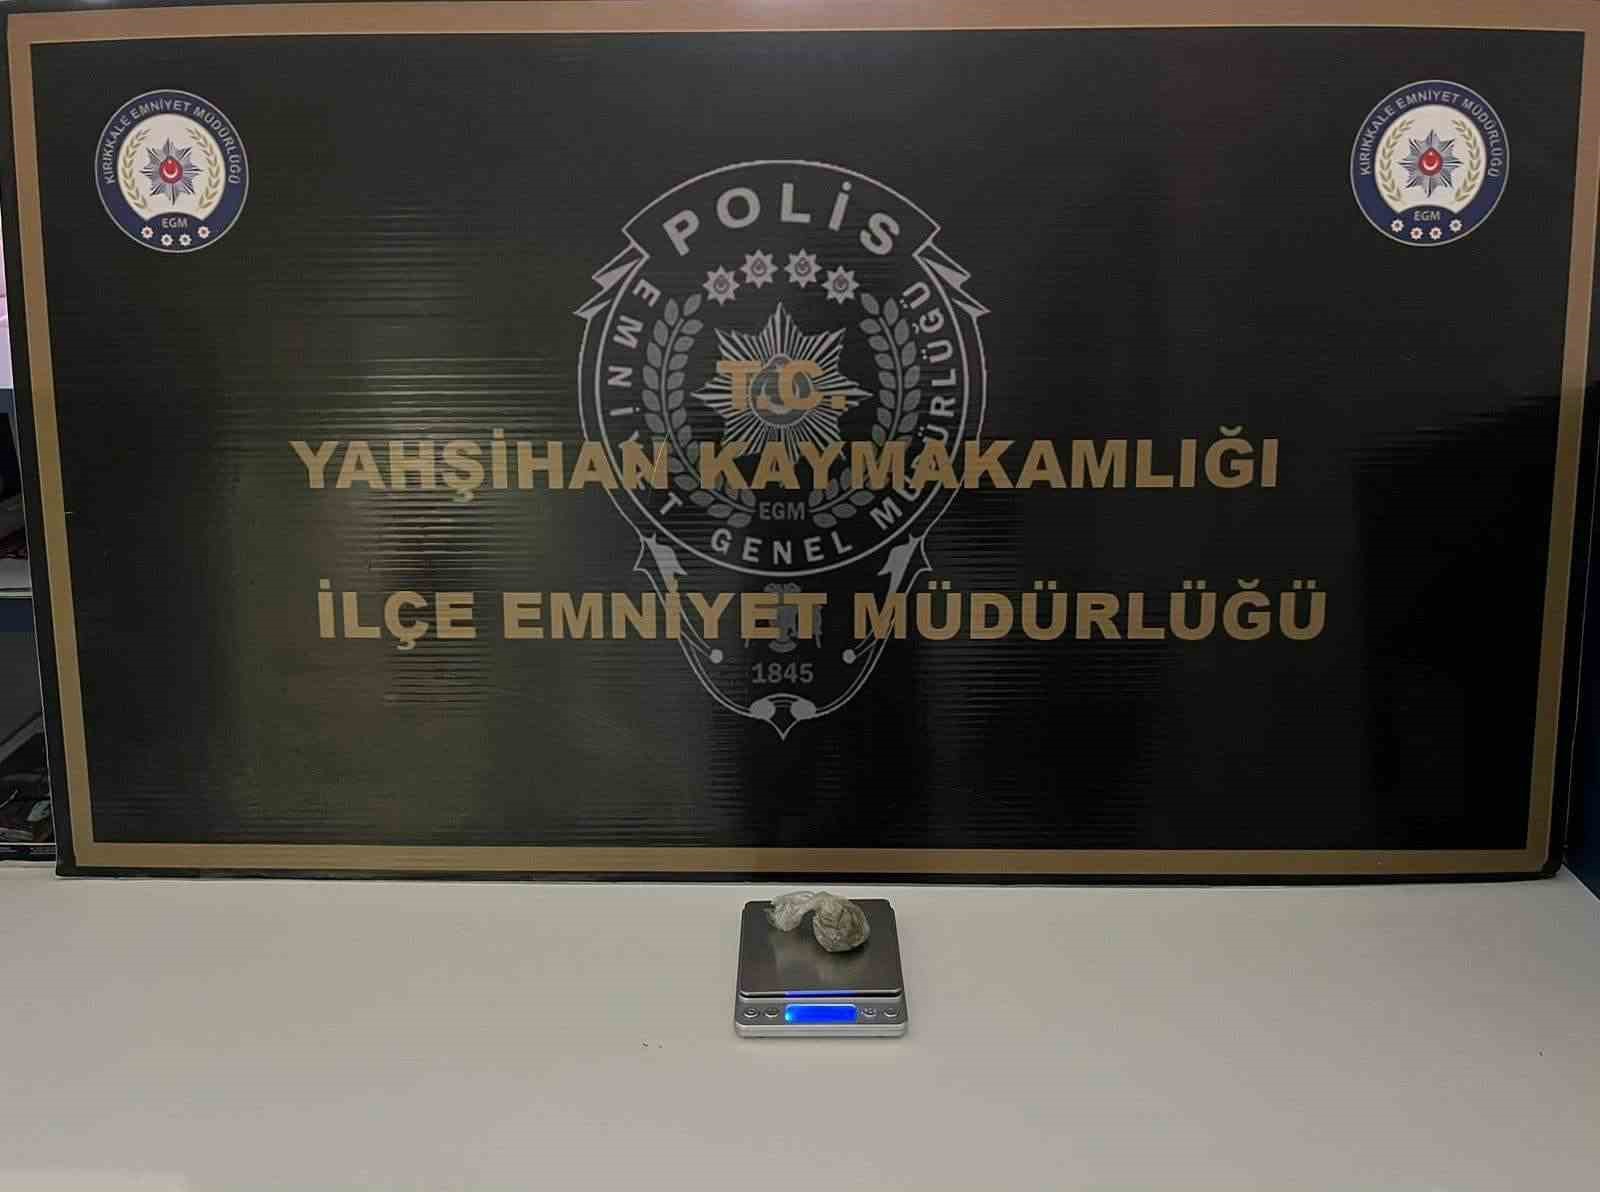 KIRIKKALE EMNİYET MÜDÜRLÜĞÜ
EGM
KIRIKKALE EMNİYET MÜDÜRLÜĞÜ
EGM
POLİS
EMNİYET GENEL MÜDÜRLÜĞÜ
T.C.
YAHŞİHAN KAYMAKAMLIĞI
EGM
İLÇE EMNİYET MÜDÜRLÜĞÜ
1845